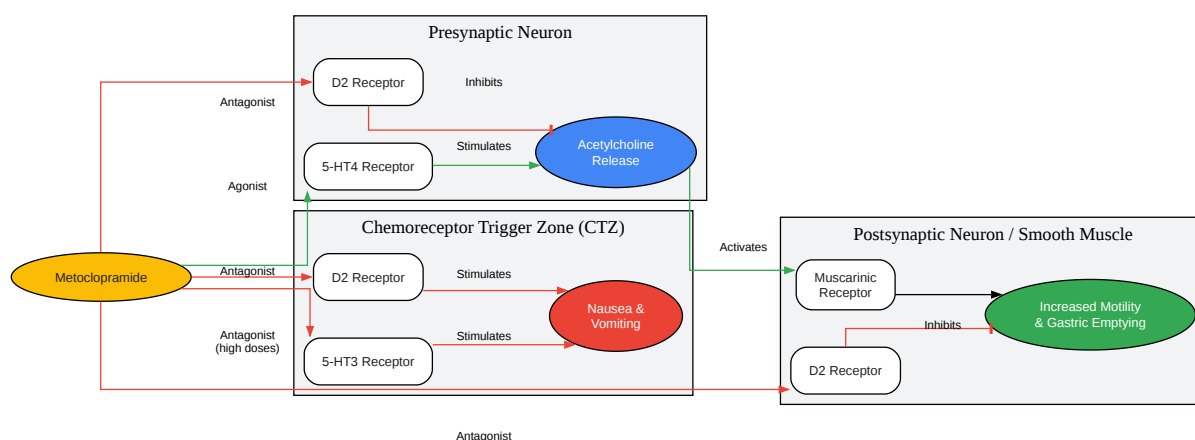 Presynaptic Neuron
D2 Receptor
Inhibits
Antagonist
Acetylcholine
Release
Stimulates
5-HT4 Receptor
Agonist
Chemoreceptor Trigger Zone (CTZ)
Postsynaptic Neuron / Smooth Muscle
Activates
Metoclopramide
Antagonist
D2 Receptor
Stimulates
Nausea &
Vomiting
Muscarinic
Receptor
Increased Motility
& Gastric Emptying
Antagonist
(high doses)
5-HT3 Receptor
Stimulates
Inhibits
D2 Receptor
Antagonist